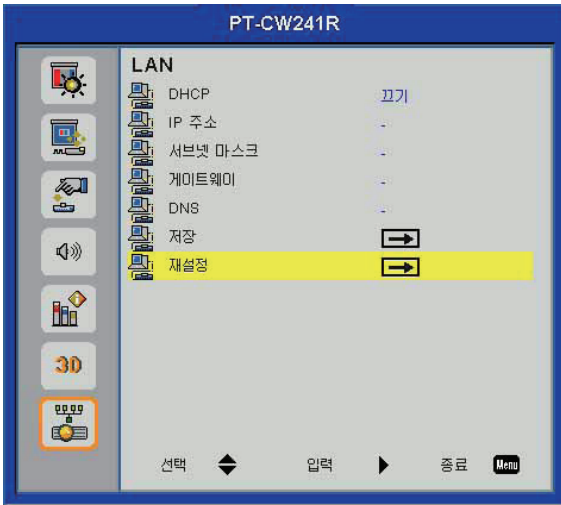 PT-CW241R
LAN
DHCP 끄기
IP 주소 -
서브넷 마스크 -
게이트웨이 -
DNS -
저장
재설정
3D
선택 입력 종료 Menu